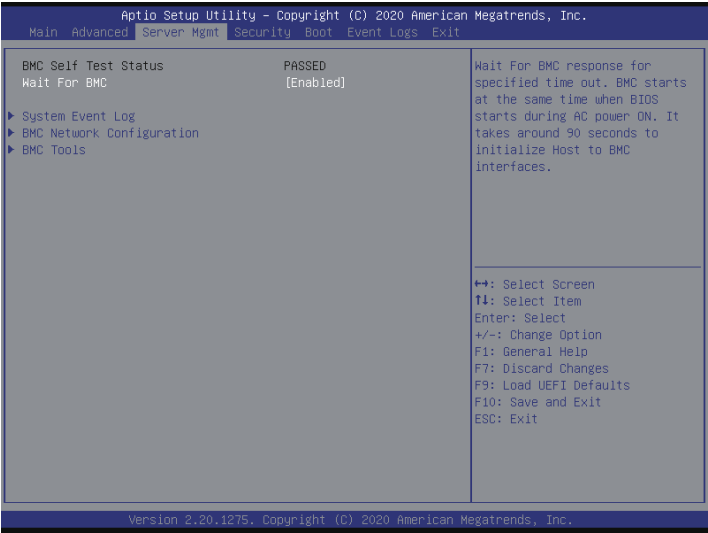 Aptio Setup Utility – Copyright (C) 2020 American Megatrends, Inc.
Main Advanced Server Mgmt Security Boot Event Logs Exit
BMC Self Test Status PASSED
Wait For BMC [Enabled]
System Event Log
BMC Network Configuration
BMC Tools
Wait For BMC response for
specified time out. BMC starts
at the same time when BIOS
starts during AC power ON. It
takes around 90 seconds to
initialize Host to BMC
interfaces.
↔: Select Screen
↑↓: Select Item
Enter: Select
+/-: Change Option
F1: General Help
F7: Discard Changes
F9: Load UEFI Defaults
F10: Save and Exit
ESC: Exit
Version 2.20.1275. Copyright (C) 2020 American Megatrends, Inc.